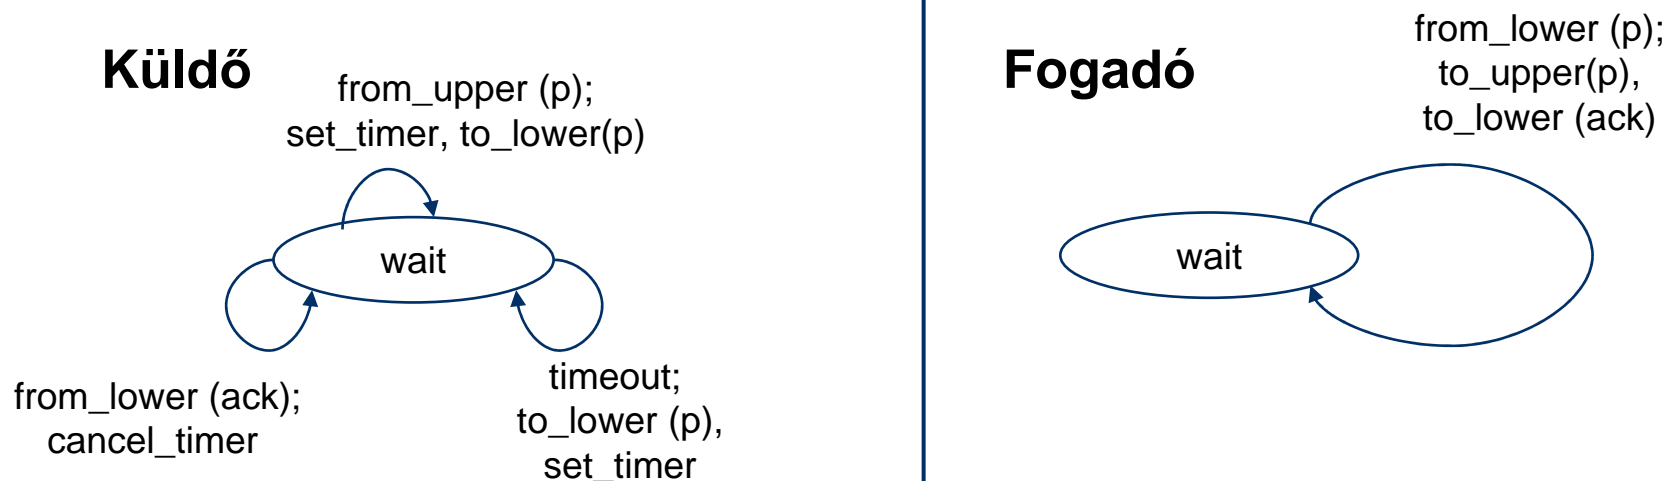 Küldő
from_upper (p);
set_timer, to_lower(p)
wait
from_lower (ack);
cancel_timer
timeout;
to_lower (p),
set_timer
Fogadó
from_lower (p);
to_upper(p),
to_lower (ack)
wait